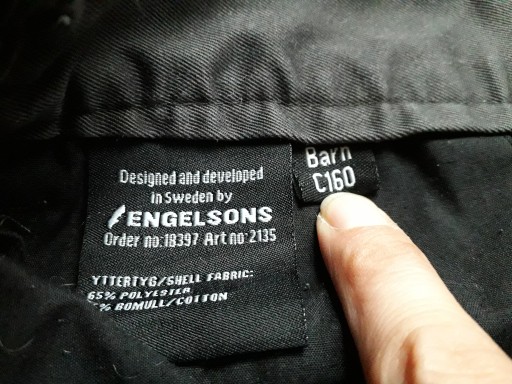 Designed and developed
in Sweden by
ENGELSONS
Order no:18397 Art no:2135
YTTERTYG/SHELL FABRIC:
65% POLYESTER
% BOMULL/COTTON
Barn
C160